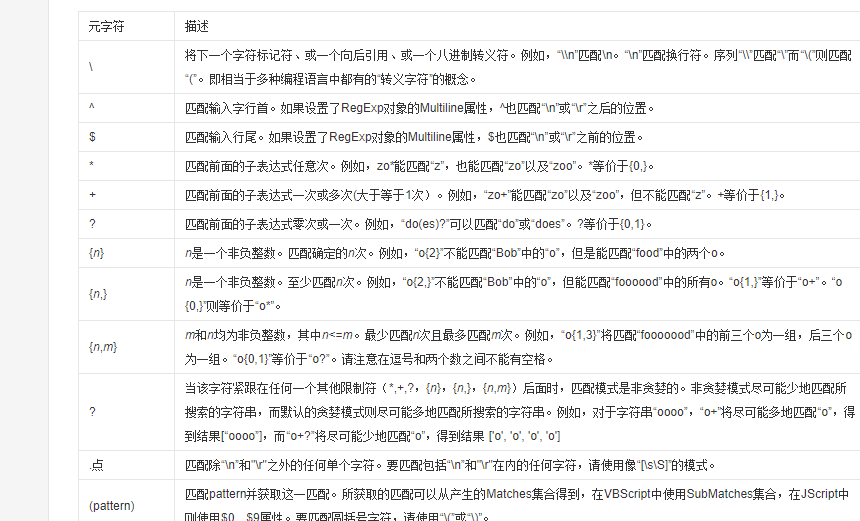 元字符 描述
\ 将下一个字符标记符、或一个向后引用、或一个八进制转义符。例如，“\\n”匹配\n。“\n”匹配换行符。序列“\\”匹配“\”而“\(”则匹配
“(”。即相当于多种编程语言中都有的“转义字符”的概念。
^ 匹配输入字行首。如果设置了RegExp对象的Multiline属性，^也匹配“\n”或“\r”之后的位置。
$ 匹配输入行尾。如果设置了RegExp对象的Multiline属性，$也匹配“\n”或“\r”之前的位置。
* 匹配前面的子表达式任意次。例如，zo*能匹配“z”，也能匹配“zo”以及“zoo”。*等价于{0,}。
+ 匹配前面的子表达式一次或多次(大于等于1次）。例如，“zo+”能匹配“zo”以及“zoo”，但不能匹配“z”。+等价于{1,}。
? 匹配前面的子表达式零次或一次。例如，“do(es)?”可以匹配“do”或“does”。?等价于{0,1}。
{n} n是一个非负整数。匹配确定的n次。例如，“o{2}”不能匹配“Bob”中的“o”，但是能匹配“food”中的两个o。
{n,} n是一个非负整数。至少匹配n次。例如，“o{2,}”不能匹配“Bob”中的“o”，但能匹配“foooood”中的所有o。“o{1,}”等价于“o+”。“o
{0,}”则等价于“o*”。
{n,m} m和n均为非负整数，其中n<=m。最少匹配n次且最多匹配m次。例如，“o{1,3}”将匹配“fooooood”中的前三个o为一组，后三个o
为一组。“o{0,1}”等价于“o?”。请注意在逗号和两个数之间不能有空格。
? 当该字符紧跟在任何一个其他限制符（*,+,?，{n}，{n,}，{n,m}）后面时，匹配模式是非贪婪的。非贪婪模式尽可能少地匹配所
搜索的字符串，而默认的贪婪模式则尽可能多地匹配所搜索的字符串。例如，对于字符串“oooo”，“o+”将尽可能多地匹配“o”，得
到结果[“oooo”]，而“o+?”将尽可能少地匹配“o”，得到结果 ['o', 'o', 'o', 'o']
.点 匹配除“\n”和"\r"之外的任何单个字符。要匹配包括“\n”和"\r"在内的任何字符，请使用像“[\s\S]”的模式。
(pattern) 匹配pattern并获取这一匹配。所获取的匹配可以从产生的Matches集合得到，在VBScript中使用SubMatches集合，在JScript中
则使用$0…$9属性。要匹配圆括号字符，请使用“\(”或“\)”。